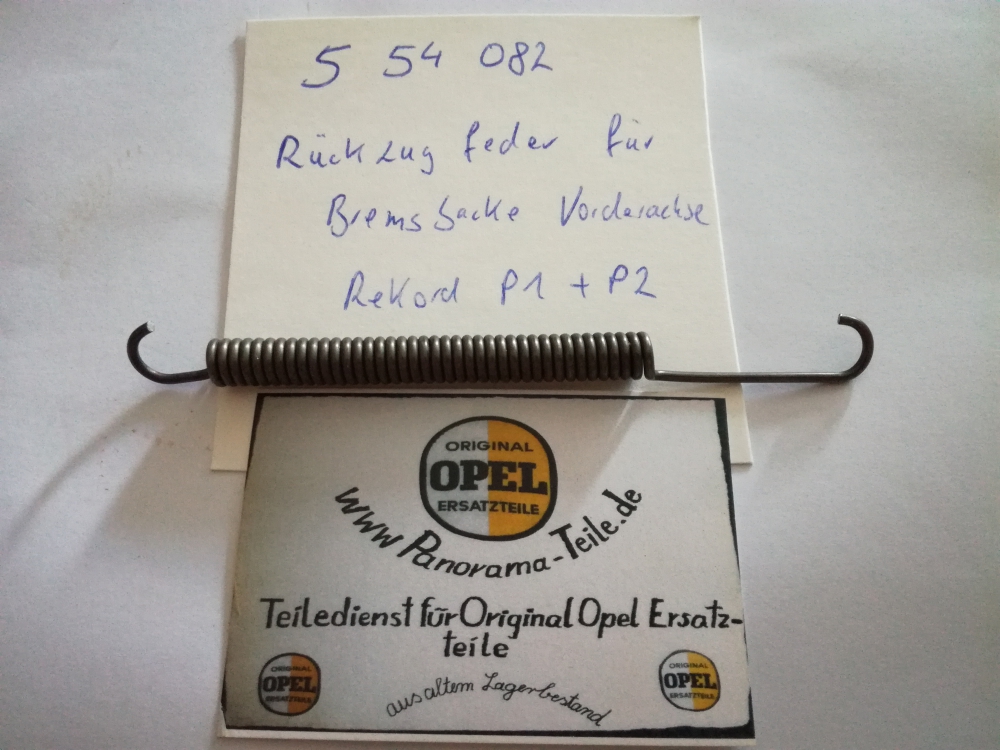 5 54 082
Rückzug feder für
Bremsbacke Vorderachse
Rekord P1 + P2
ORIGINAL
OPEL
ERSATZTEILE
www.Panorama-Teile.de
Teiledienst für Original Opel Ersatz-
teile
ORIGINAL
OPEL
ERSATZTEILE
aus altem Lagerbestand
ORIGINAL
OPEL
ERSATZTEILE